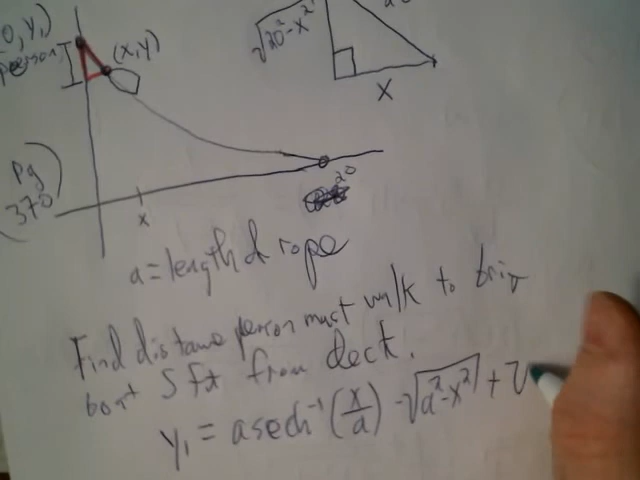 0, y₁)
person
(x, y)
√(20² - x²)
x
pg
370)
x
20
a = length of rope
Find distance person must walk to bring
boat 5 ft from dock.
y₁ = a sech⁻¹(x/a) - √(a² - x²) +